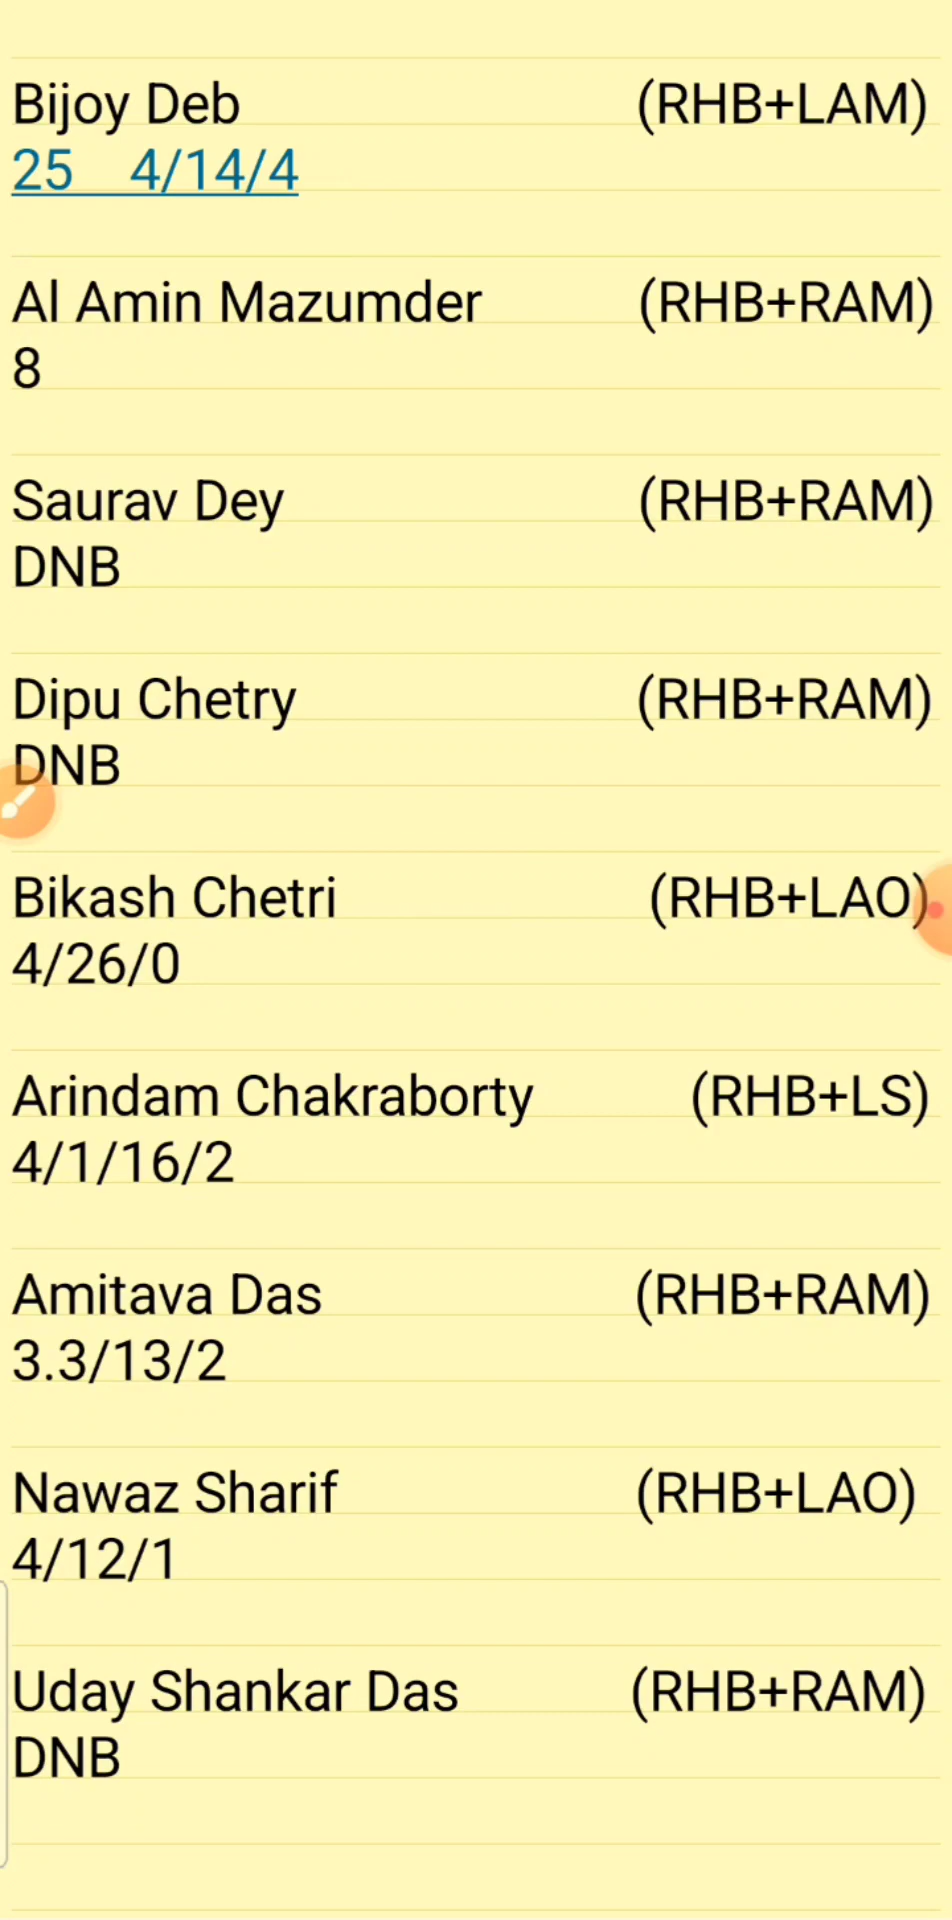 Bijoy Deb (RHB+LAM)
25 4/14/4
Al Amin Mazumder (RHB+RAM)
8
Saurav Dey (RHB+RAM)
DNB
Dipu Chetry (RHB+RAM)
DNB
Bikash Chetri (RHB+LAO)
4/26/0
Arindam Chakraborty (RHB+LS)
4/1/16/2
Amitava Das (RHB+RAM)
3.3/13/2
Nawaz Sharif (RHB+LAO)
4/12/1
Uday Shankar Das (RHB+RAM)
DNB